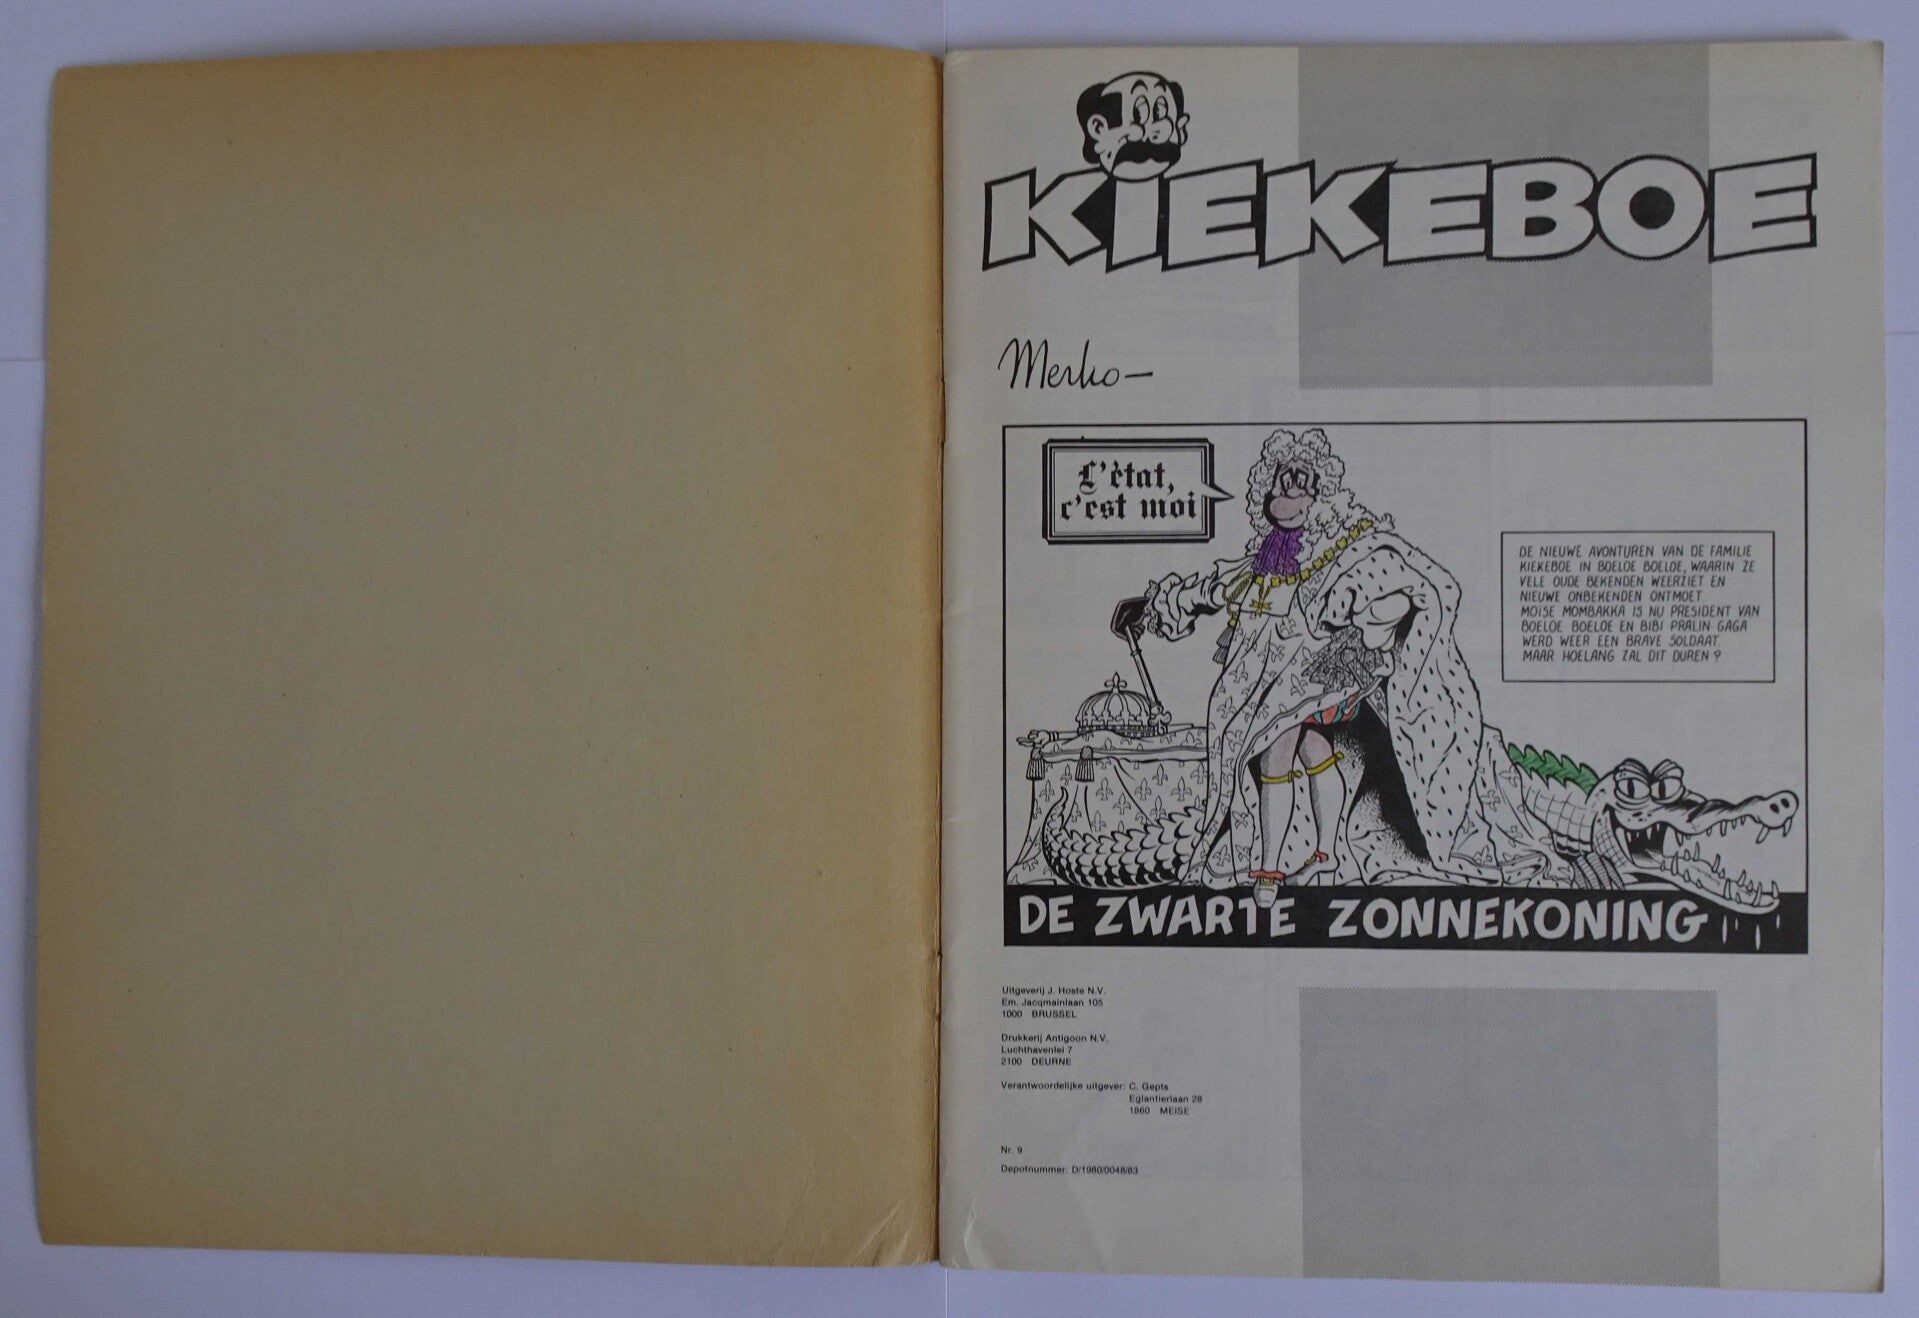 KIEKEBOE
Merho—
L'état,
c'est moi
DE NIEUWE AVONTUREN VAN DE FAMILIE
KIEKEBOE IN BOELOE BOELOE, WAARIN ZE
VELE OUDE BEKENDEN WEERZIET EN
NIEUWE ONBEKENDEN ONTMOET.
MOÏSE MOMBAKKA IS NU PRESIDENT VAN
BOELOE BOELOE EN BIBI PRALIN GAGA
WERD WEER EEN BRAVE SOLDAAT.
MAAR HOELANG ZAL DIT DUREN?
DE ZWARTE ZONNEKONING
Uitgeverij J. Hoste N.V.
Em. Jacqmainlaan 105
1000 BRUSSEL
Drukkerij Antigoon N.V.
Luchthavenlei 7
2100 DEURNE
Verantwoordelijke uitgever: C. Gepts
Eglantierlaan 28
1860 MEISE
Nr. 9
Depotnummer: D/1980/0048/83